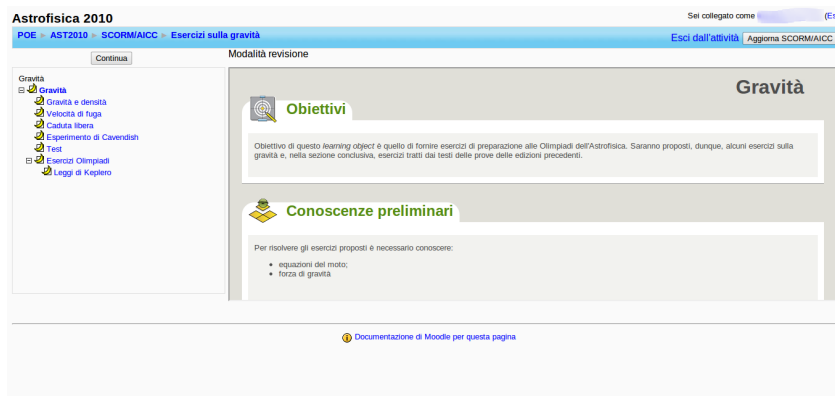 Astrofisica 2010
Sei collegato come
(Es
POE ► AST2010 ► SCORM/AICC ► Esercizi sulla gravità
Esci dall'attività Aggiorna SCORM/AICC
Continua
Modalità revisione
Gravità
Gravità
Gravità e densità
Velocità di fuga
Caduta libera
Esperimento di Cavendish
Test
Esercizi Olimpiadi
Leggi di Keplero
Gravità
Obiettivi
Obiettivo di questo learning object è quello di fornire esercizi di preparazione alle Olimpiadi dell'Astrofisica. Saranno proposti, dunque, alcuni esercizi sulla
gravità e, nella sezione conclusiva, esercizi tratti dai testi delle prove delle edizioni precedenti.
Conoscenze preliminari
Per risolvere gli esercizi proposti è necessario conoscere:
• equazioni del moto;
• forza di gravità
Documentazione di Moodle per questa pagina